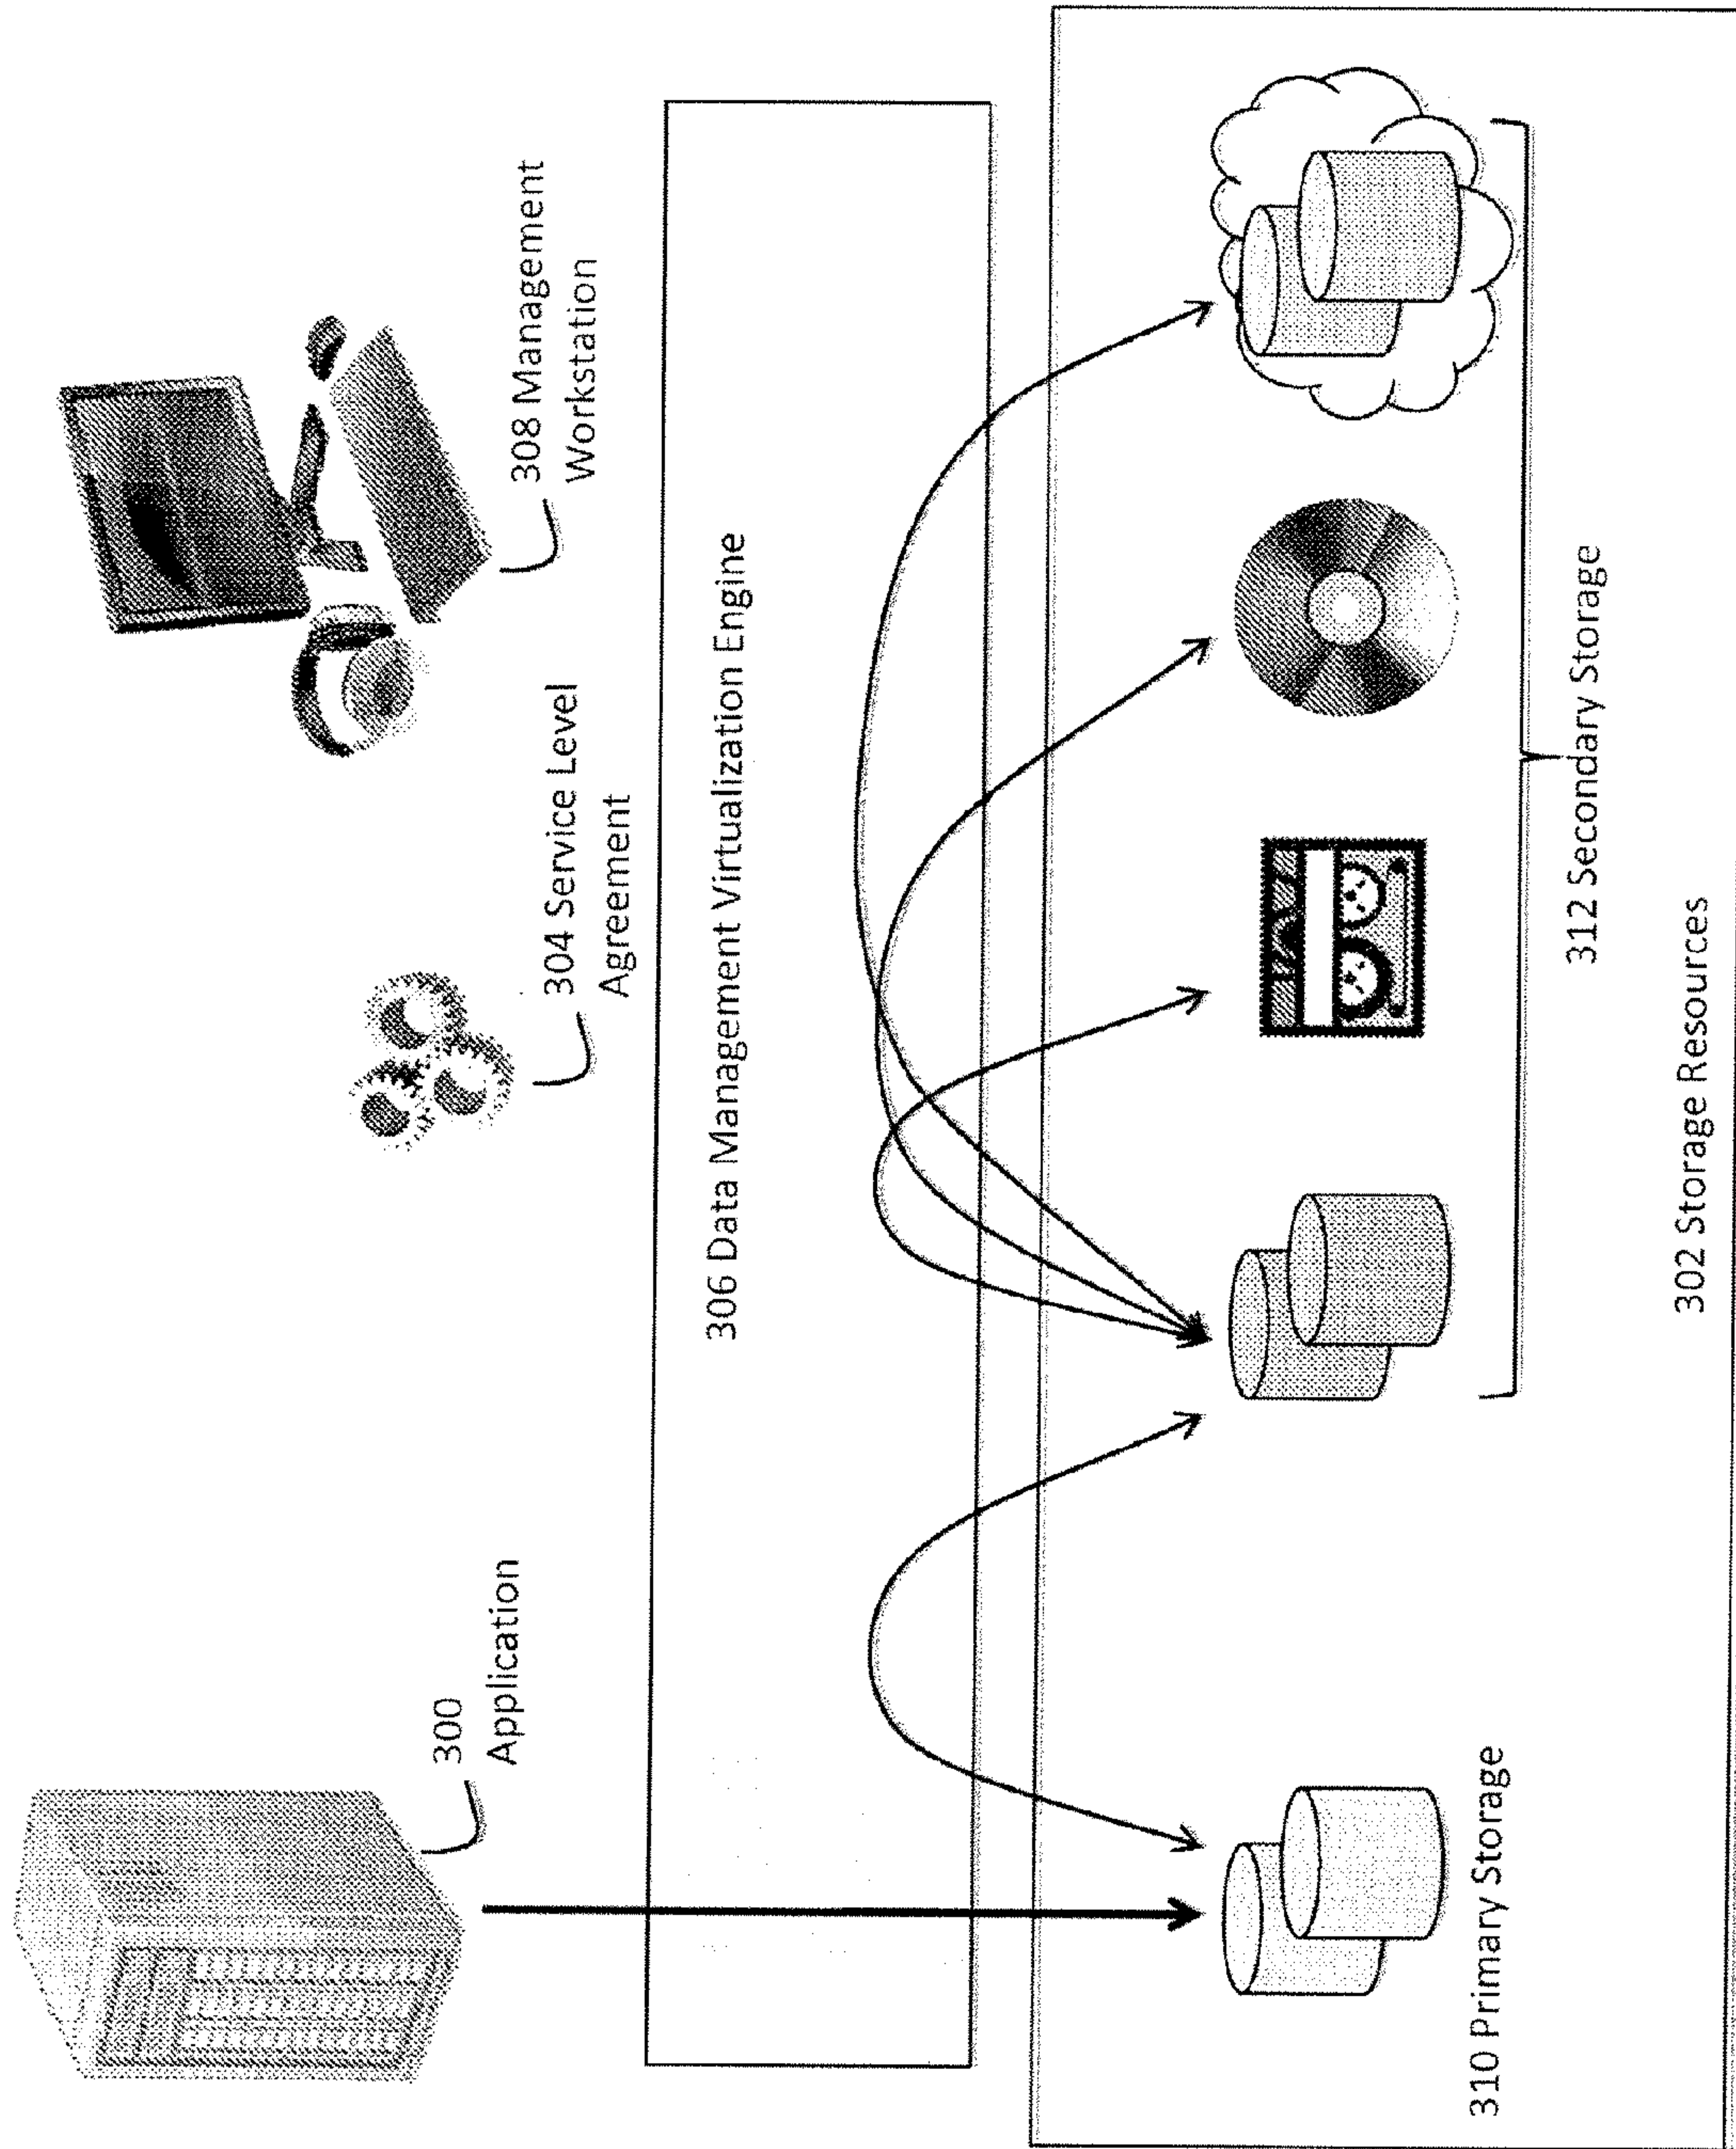 300
Application
304 Service Level
Agreement
308 Management
Workstation
306 Data Management Virtualization Engine
310 Primary Storage
312 Secondary Storage
302 Storage Resources